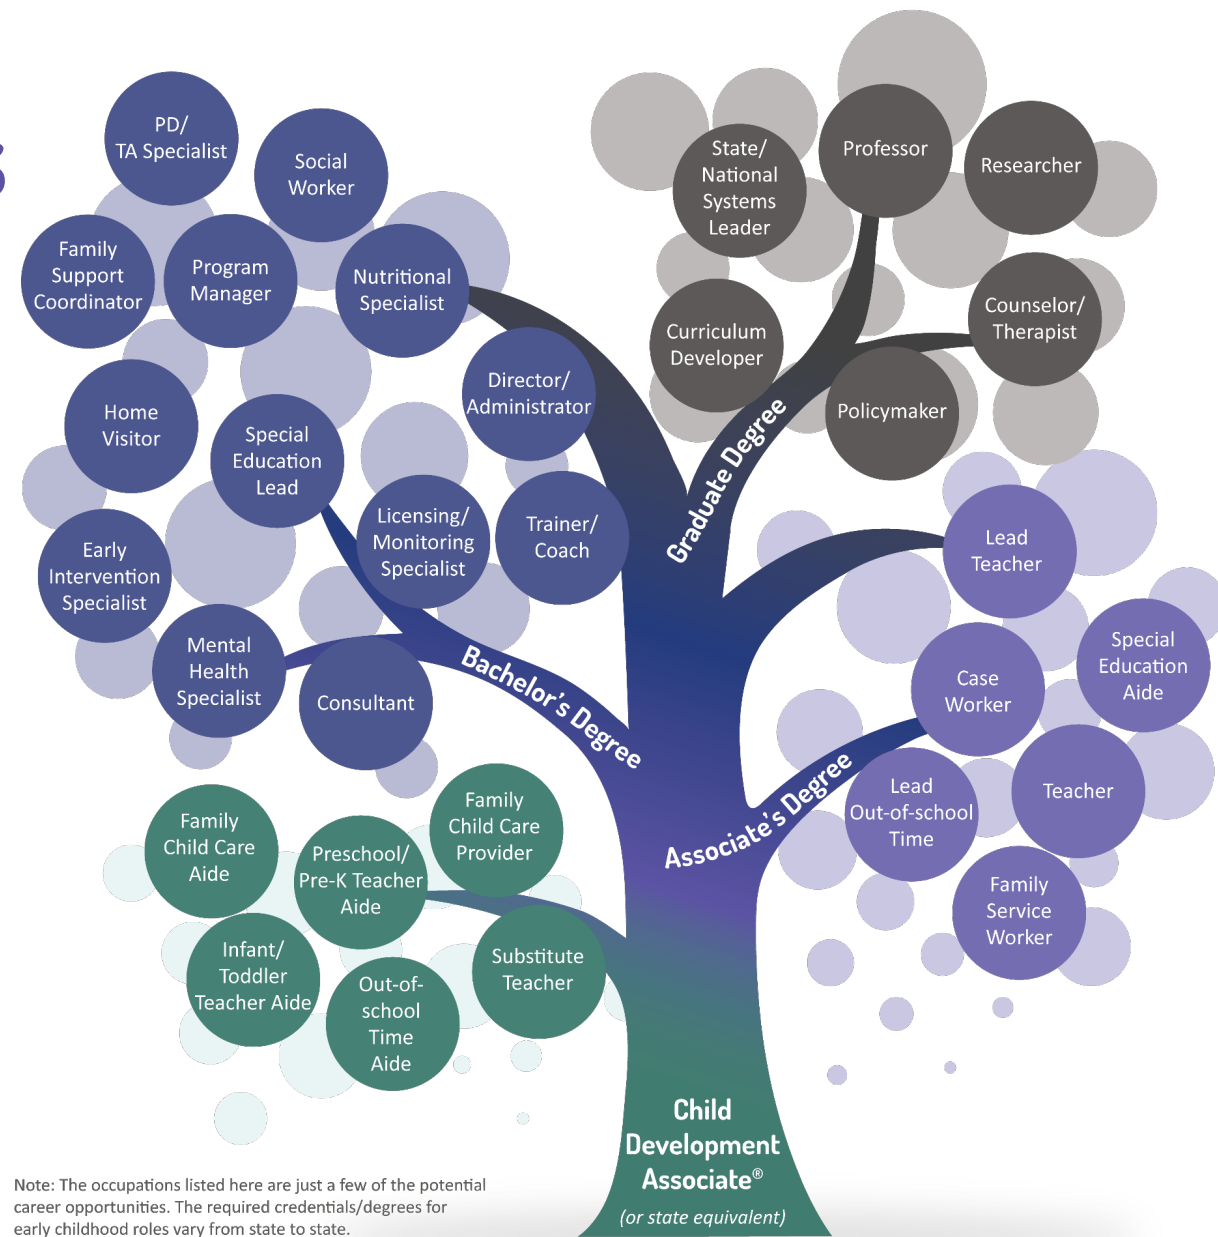 PD/
TA Specialist
Social
Worker
Family
Support
Coordinator
Program
Manager
Nutritional
Specialist
Director/
Administrator
Home
Visitor
Special
Education
Lead
Licensing/
Monitoring
Specialist
Trainer/
Coach
Early
Intervention
Specialist
Mental
Health
Specialist
Consultant
Bachelor's Degree
State/
National
Systems
Leader
Professor
Researcher
Curriculum
Developer
Counselor/
Therapist
Policymaker
Graduate Degree
Lead
Teacher
Case
Worker
Special
Education
Aide
Lead
Out-of-school
Time
Teacher
Family
Service
Worker
Associate's Degree
Family
Child Care
Aide
Preschool/
Pre-K Teacher
Aide
Family
Child Care
Provider
Infant/
Toddler
Teacher Aide
Out-of-
school
Time
Aide
Substitute
Teacher
Child
Development
Associate®
(or state equivalent)
Note: The occupations listed here are just a few of the potential
career opportunities. The required credentials/degrees for
early childhood roles vary from state to state.